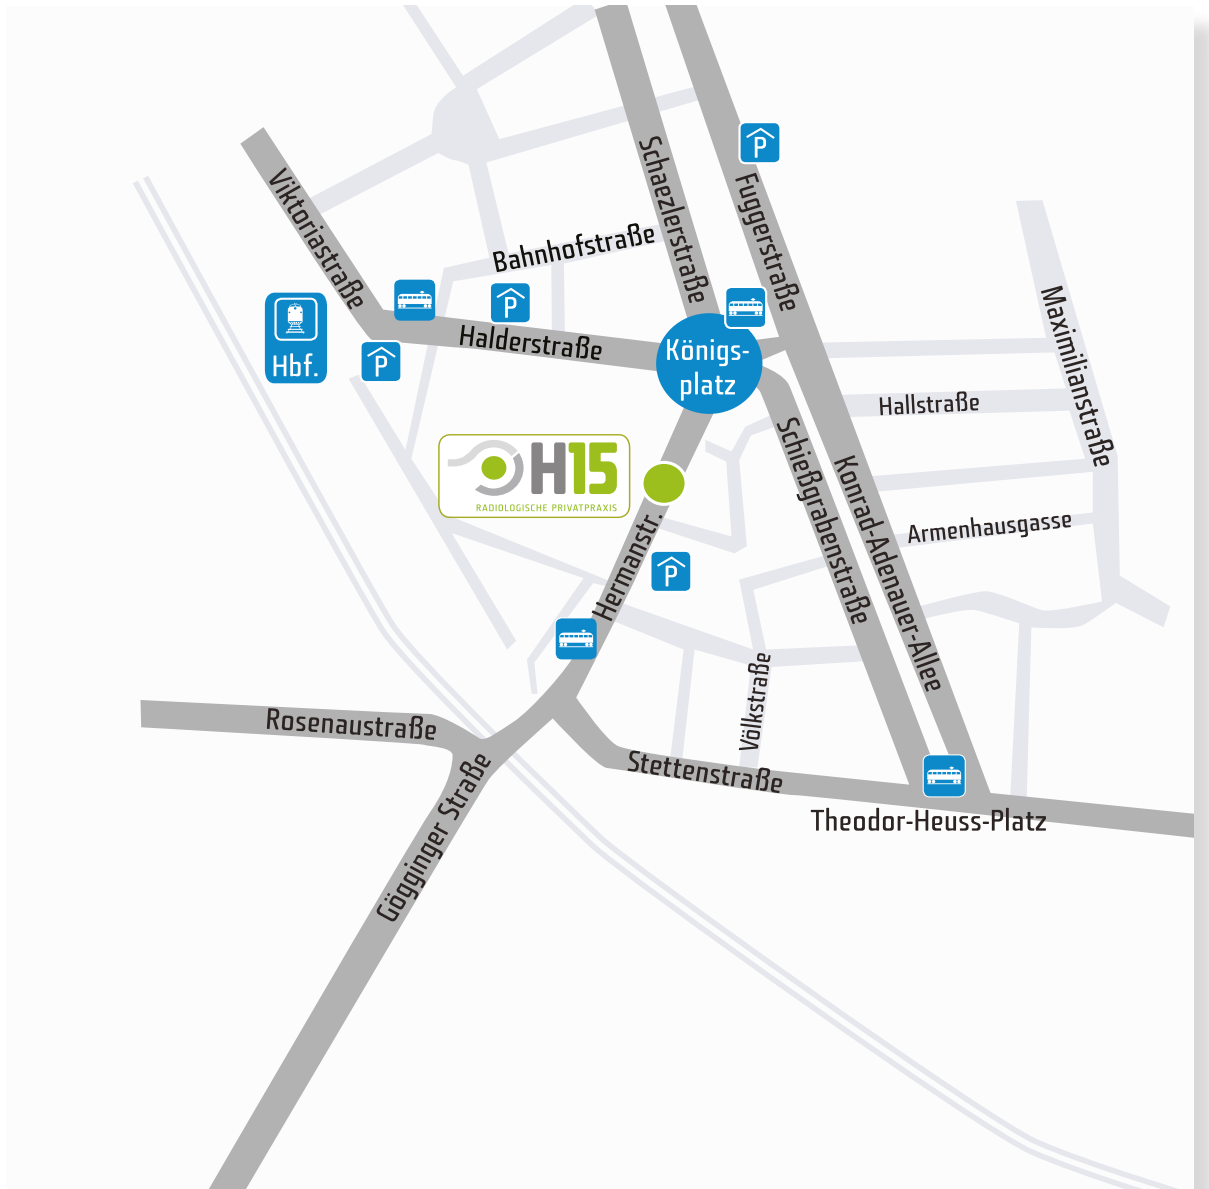 P
Schaezlerstraße
Fuggerstraße
Viktoriastraße
Bahnhofstraße
P
Hbf.
P
Halderstraße
Königs-
platz
Maximilianstraße
Hallstraße
H15
RADIOLOGISCHE PRIVATPRAXIS
Schießgrabenstraße
Konrad-Adenauer-Allee
Armenhausgasse
Hermanstr.
P
Völkstraße
Rosenaustraße
Stettenstraße
Gögginger Straße
Theodor-Heuss-Platz